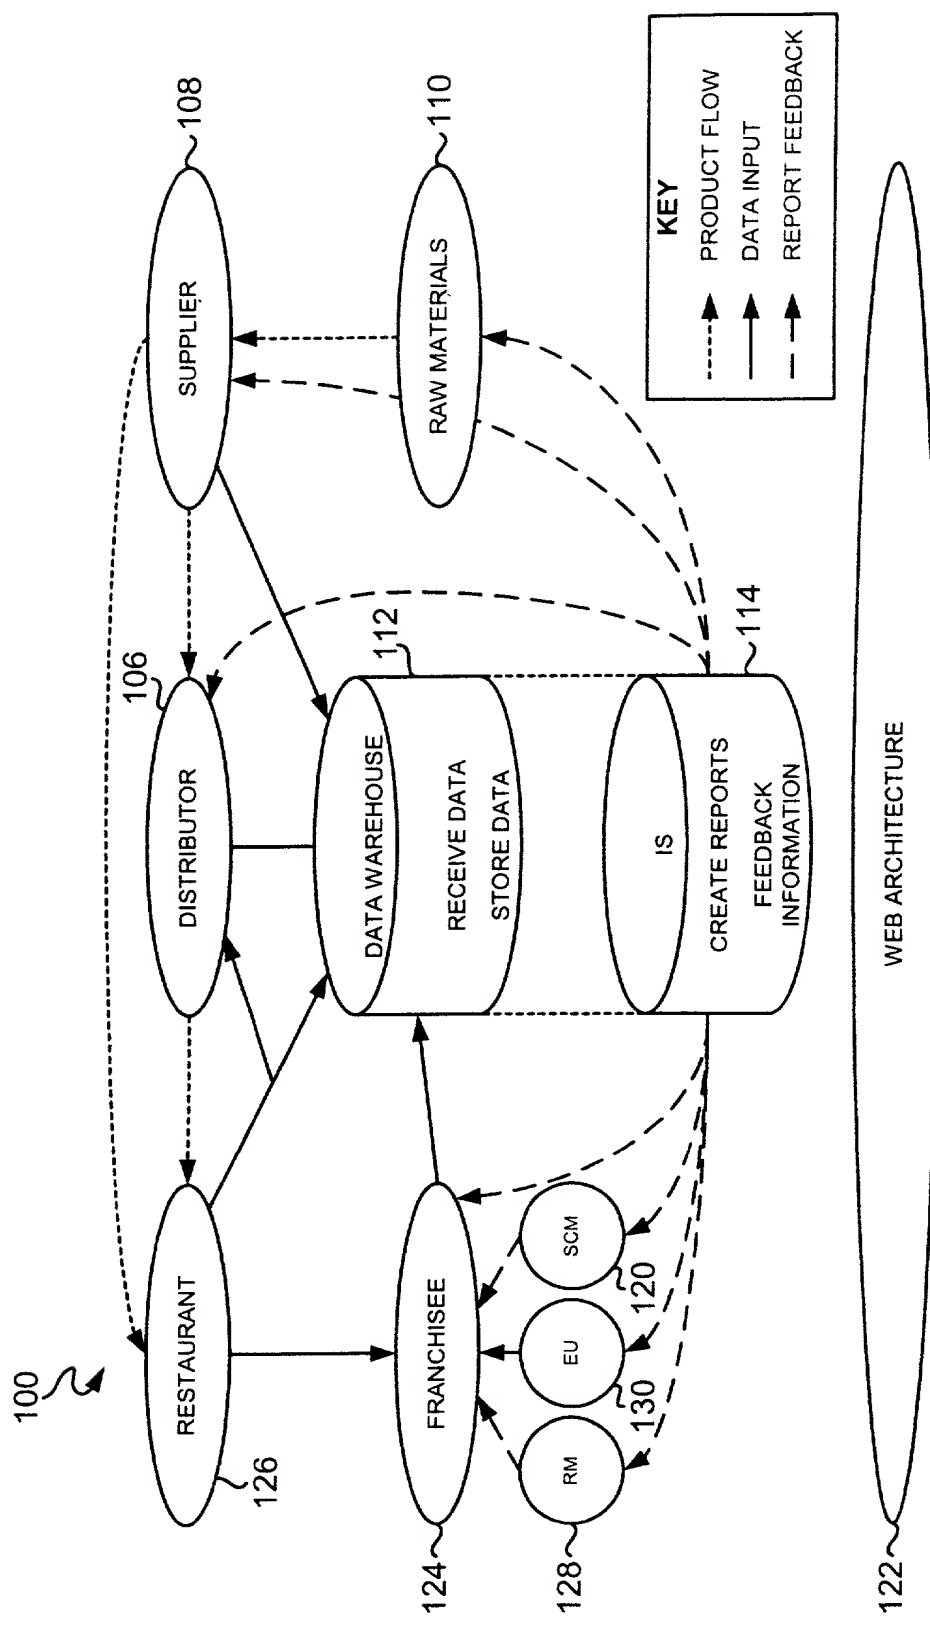 100
RESTAURANT
126
DISTRIBUTOR
106
SUPPLIER
108
FRANCHISEE
124
DATA WAREHOUSE
112
RECEIVE DATA
STORE DATA
RAW MATERIALS
110
RM
128
EU
130
SCM
120
IS
CREATE REPORTS
FEEDBACK
INFORMATION
114
KEY
PRODUCT FLOW
DATA INPUT
REPORT FEEDBACK
WEB ARCHITECTURE
122